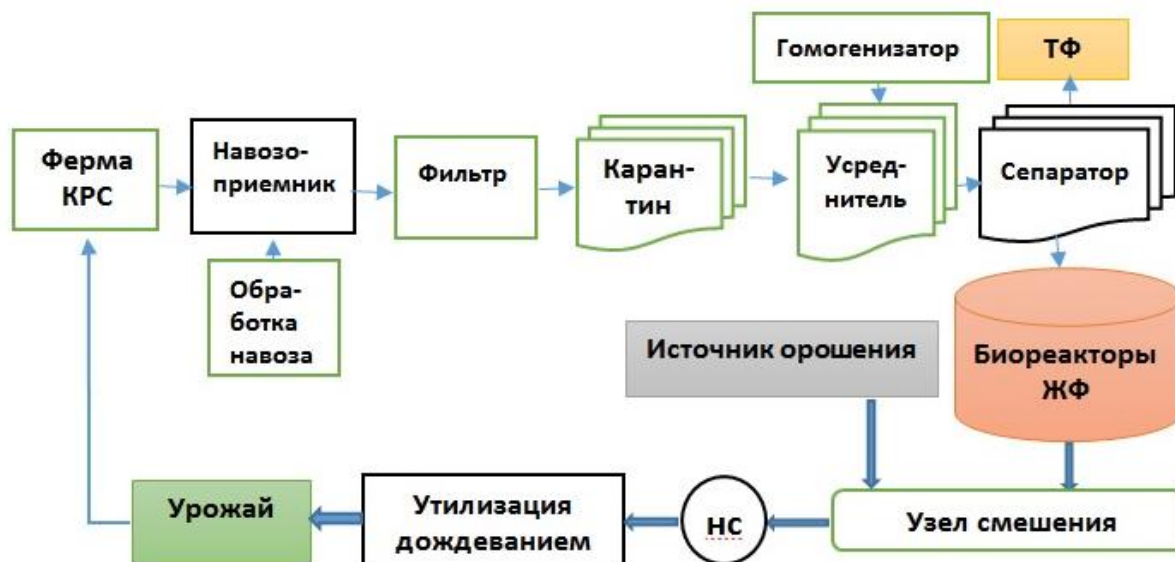 Гомогенизатор
ТФ
Ферма
КРС
Навозо-
приемник
Фильтр
Каран-
тин
Усред-
нитель
Сепаратор
Обра-
ботка
навоза
Источник орошения
Биореакторы
ЖФ
Урожай
Утилизация
дождеванием
нс
Узел смешения